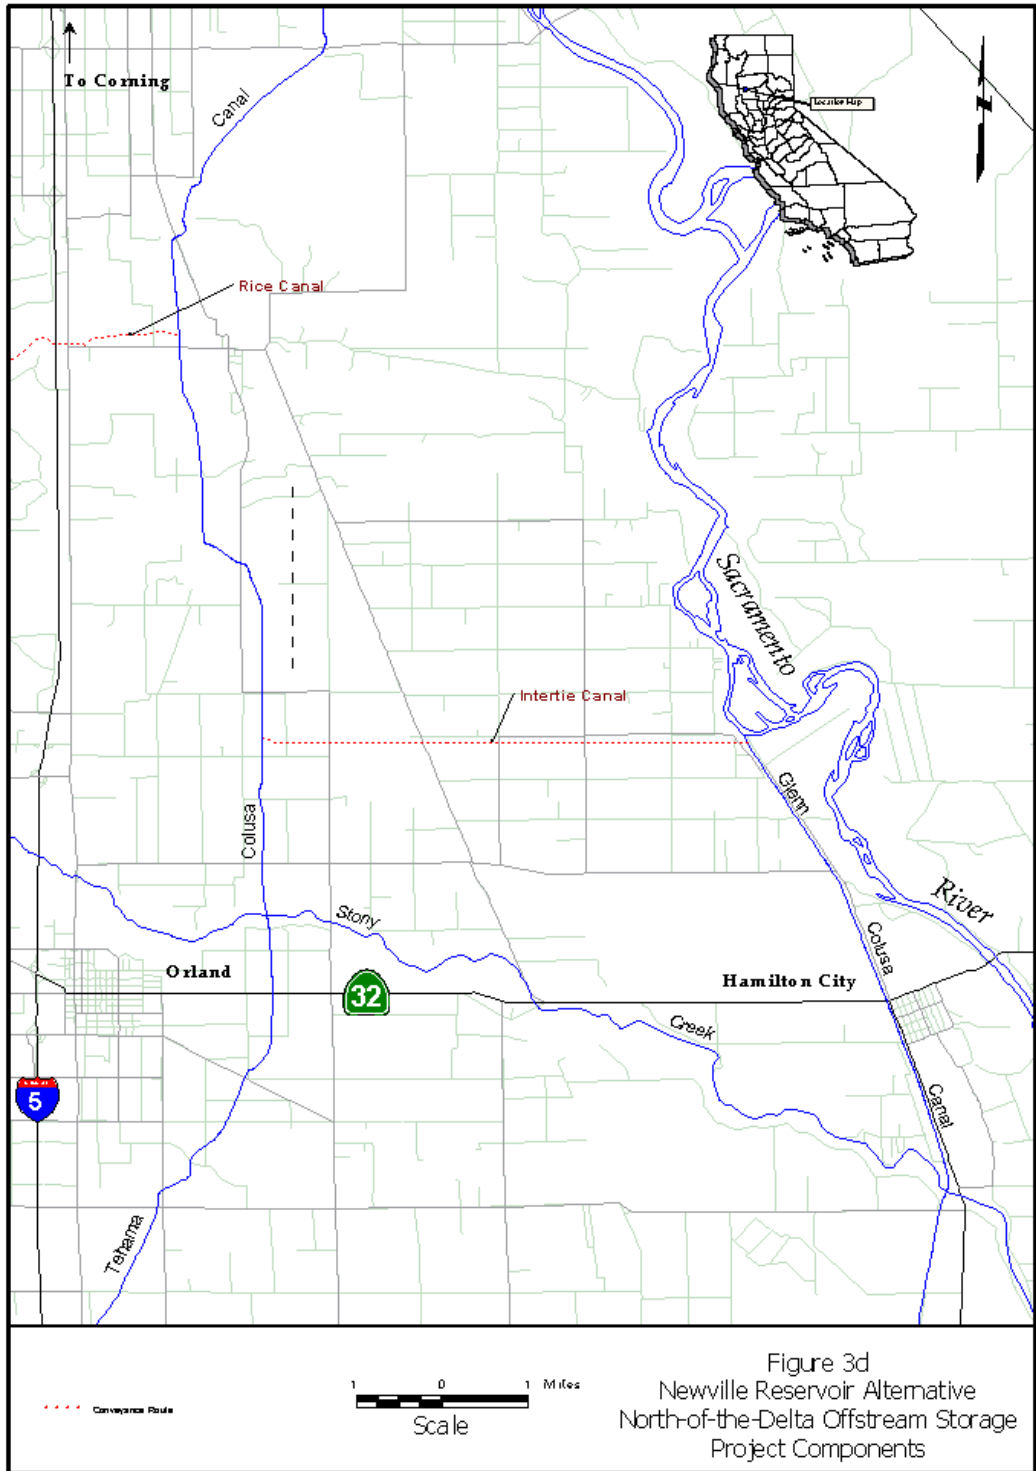 To Corning
Canal
Location Map
N
Rice Canal
Sacramento
Intertie Canal
Glenn
Colusa
River
Stony
Colusa
Orland
32
Hamilton City
Creek
5
Canal
Tehama
Figure 3d
Newville Reservoir Alternative
North-of-the-Delta Offstream Storage
Project Components
1 0 1 Miles
Scale
Conveyance Route